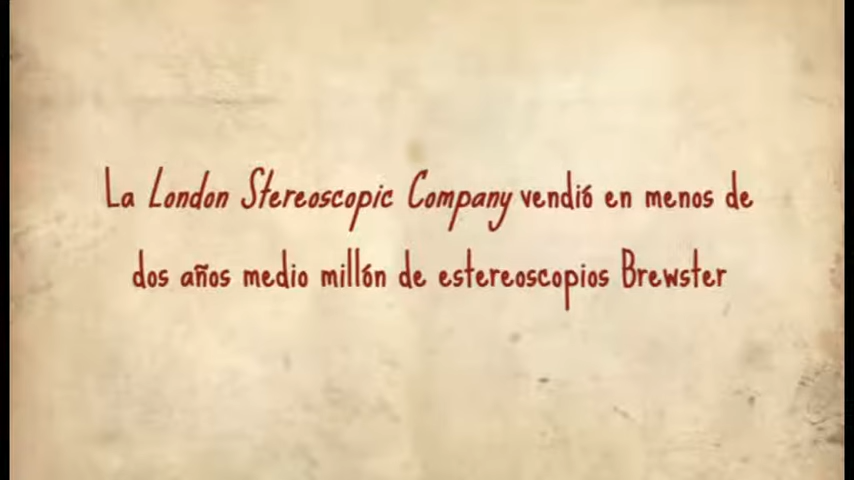 La London Stereoscopic Company vendió en menos de
dos años medio millón de estereoscopios Brewster